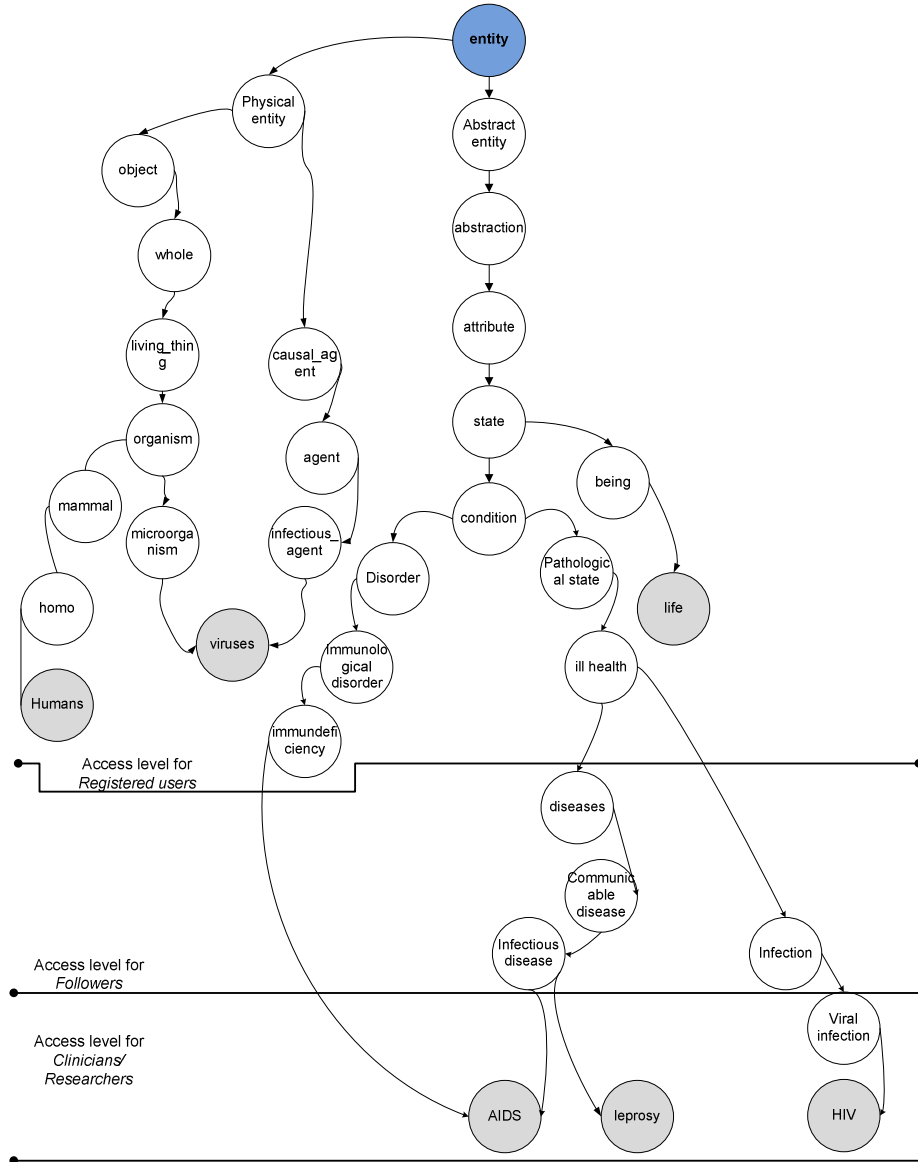 entity
Physical
entity
Abstract
entity
object
abstraction
whole
living_thin
g
causal_ag
ent
attribute
organism
agent
state
being
mammal
microorga
nism
infectious_
agent
condition
Disorder
Pathologic
al state
homo
viruses
life
Immunolo
gical
disorder
ill health
Humans
immundefi
ciency
Access level for
Registered users
diseases
Communic
able
disease
Infectious
disease
Infection
Access level for
Followers
Viral
infection
Access level for
Clinicians/
Researchers
AIDS
leprosy
HIV